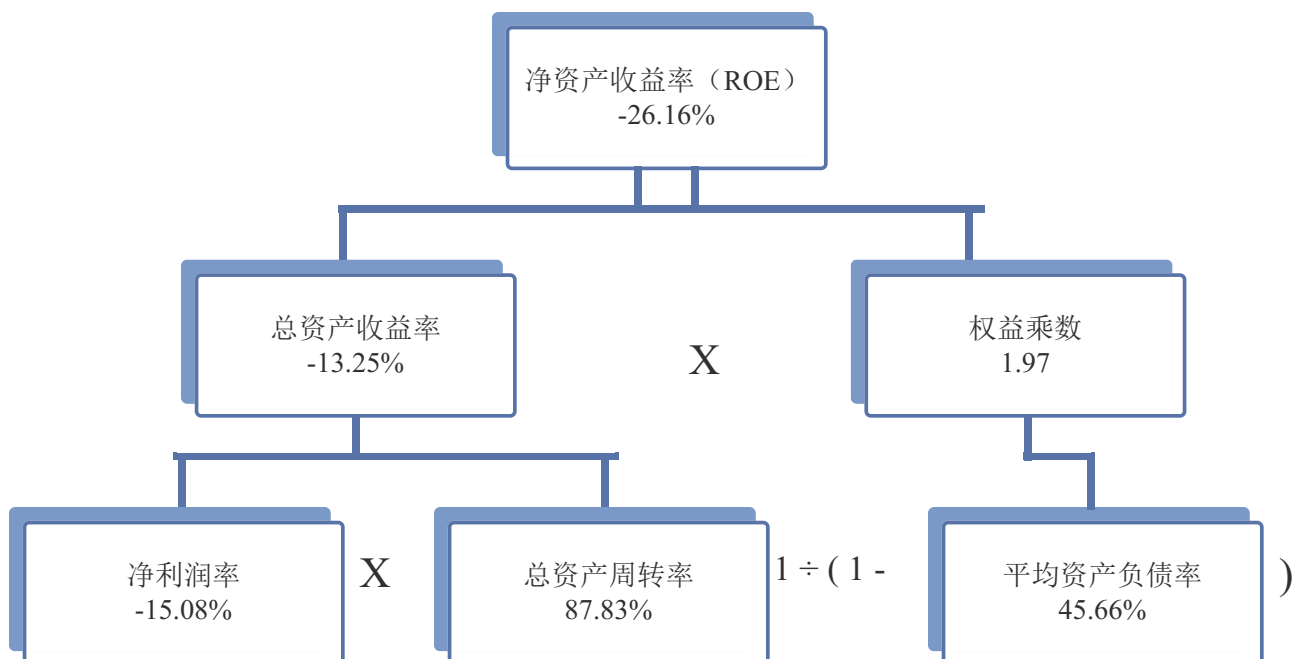 净资产收益率（ROE）
-26.16%
总资产收益率
-13.25%
X
权益乘数
1.97
净利润率
-15.08%
X
总资产周转率
87.83%
1 ÷ ( 1 -
平均资产负债率
45.66%
)